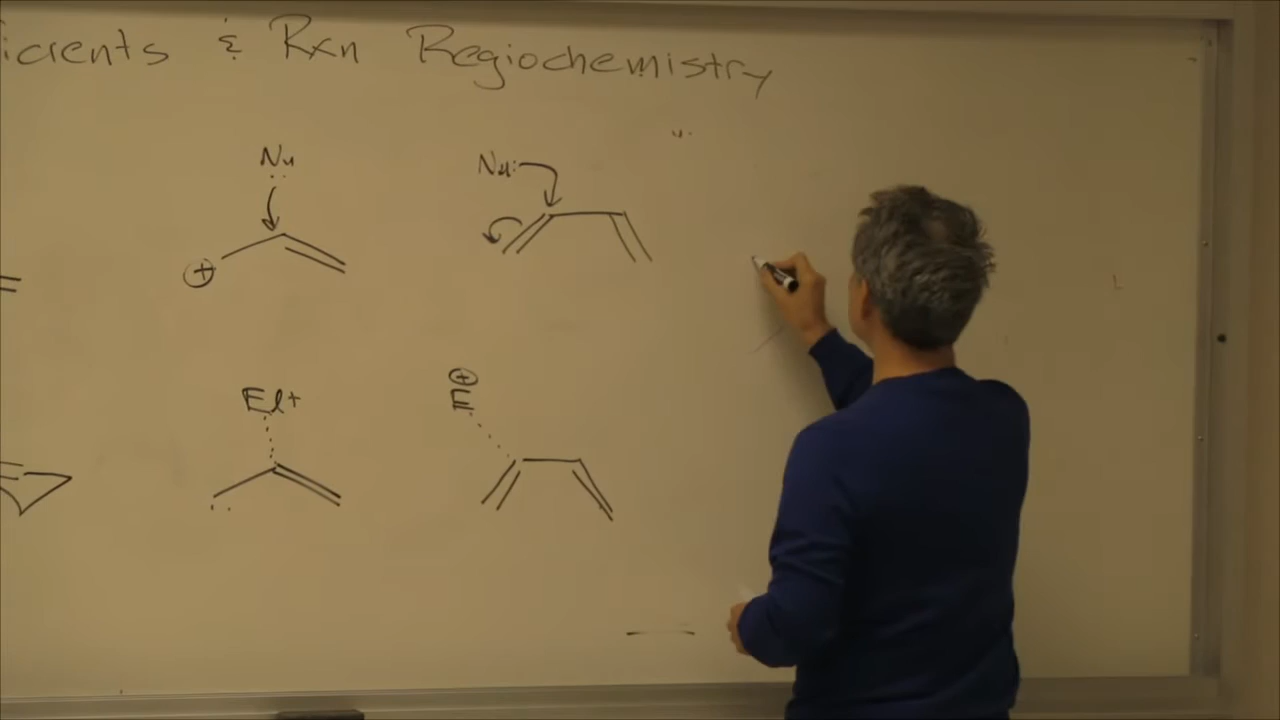 icients & Rxn Regiochemistry
Nu:
Nu:
⊕
El+
⊕
E